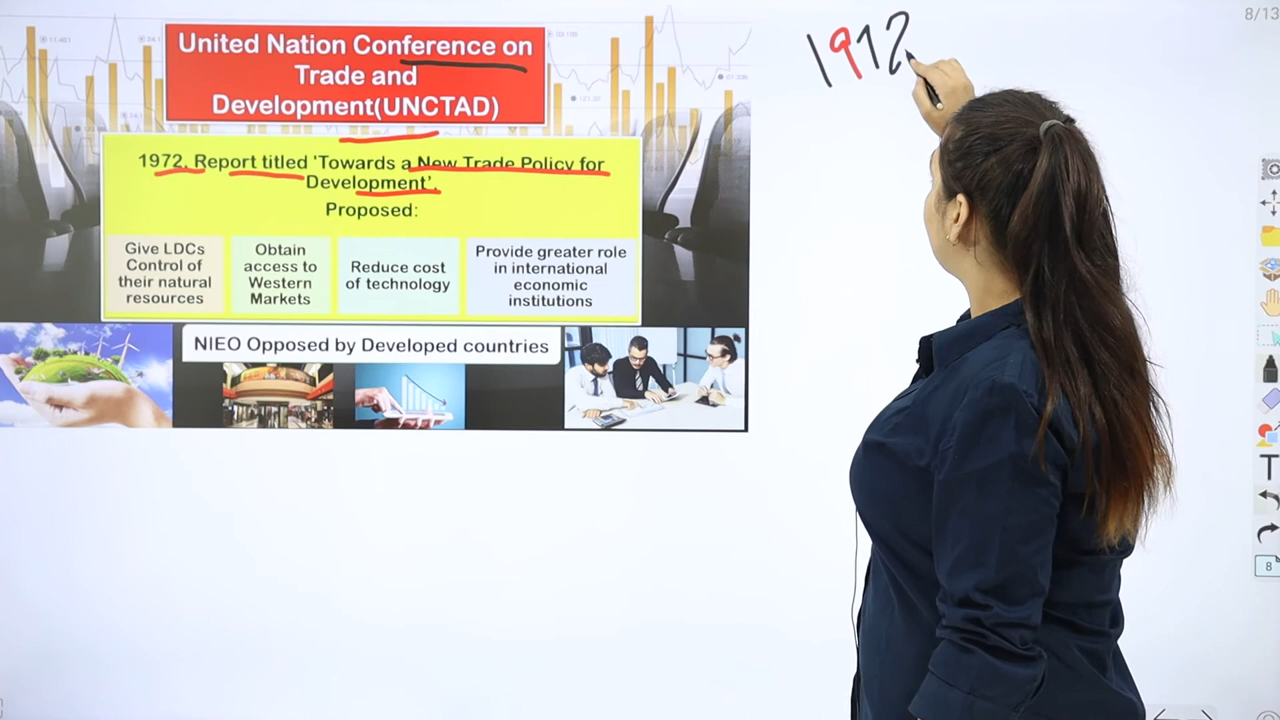 United Nation Conference on
Trade and
Development(UNCTAD)
1972, Report titled 'Towards a New Trade Policy for
Development'.
Proposed:
Give LDCs
Control of
their natural
resources
Obtain
access to
Western
Markets
Reduce cost
of technology
Provide greater role
in international
economic
institutions
NIEO Opposed by Developed countries
1972
8/13
T
8